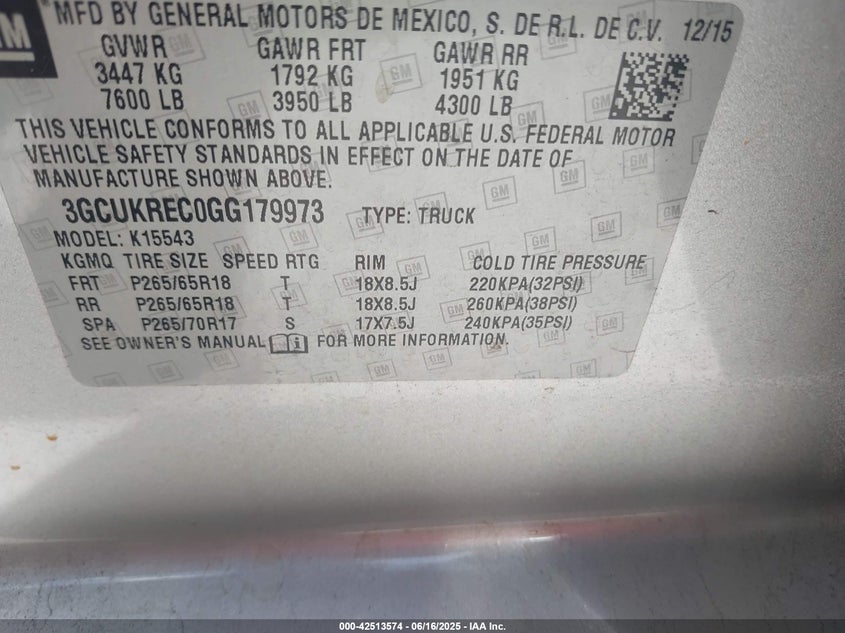 GM
MFD BY GENERAL MOTORS DE MEXICO, S. DE R.L. DE C.V. 12/15
GVWR GAWR FRT GAWR RR
3447 KG 1792 KG 1951 KG
7600 LB 3950 LB 4300 LB
THIS VEHICLE CONFORMS TO ALL APPLICABLE U.S. FEDERAL MOTOR
VEHICLE SAFETY STANDARDS IN EFFECT ON THE DATE OF
MANUFACTURE SHOWN ABOVE.
3GCUKREC0GG179973 TYPE: TRUCK
MODEL: K15543
KGMQ TIRE SIZE SPEED RTG RIM COLD TIRE PRESSURE
FRT P265/65R18 T 18X8.5J 220KPA(32PSI)
RR P265/65R18 T 18X8.5J 260KPA(38PSI)
SPA P265/70R17 S 17X7.5J 240KPA(35PSI)
SEE OWNER'S MANUAL FOR MORE INFORMATION.
000-42513574 - 06/16/2025 - IAA Inc.